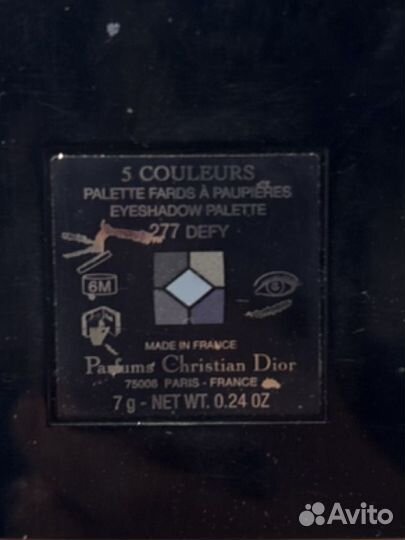 5 COULEURS
PALETTE FARDS À PAUPIÈRES
EYESHADOW PALETTE
277 DEFY
6M
MADE IN FRANCE
Parfums Christian Dior
75008 PARIS - FRANCE
7 g - NET WT. 0.24 OZ
Avito